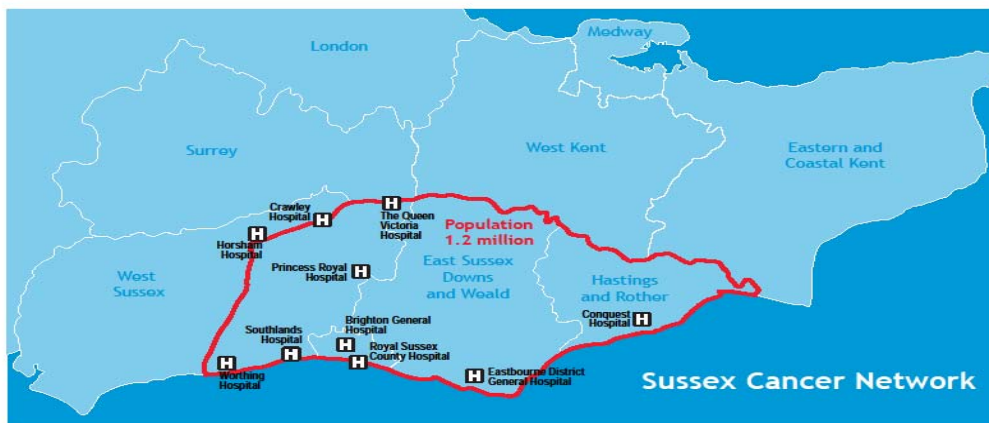 London
Medway
Surrey
West Kent
Eastern and
Coastal Kent
Crawley
Hospital
H
H
The Queen
Victoria
Hospital
Population
1.2 million
H
Horsham
Hospital
West
Sussex
Princess Royal
Hospital
H
East Sussex
Downs
and Weald
Hastings
and Rother
Conquest
Hospital
H
Southlands
Hospital
H
Brighton General
Hospital
H
Royal Sussex
County Hospital
H
H
Worthing
Hospital
H
Eastbourne District
General Hospital
Sussex Cancer Network